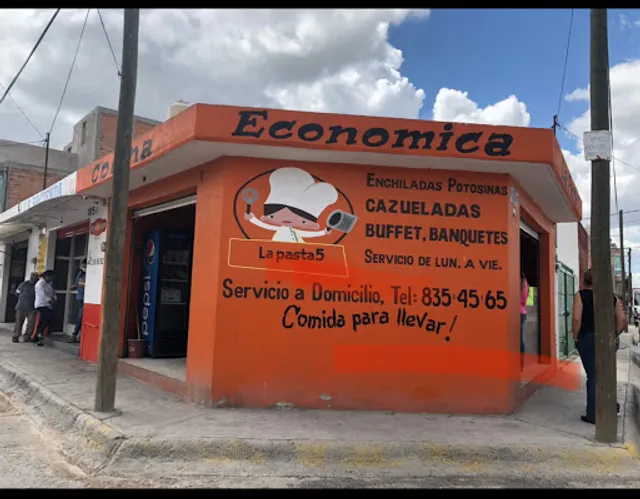 Economica
ENCHILADAS POTOSINAS
CAZUELADAS
BUFFET, BANQUETES
La pasta5
SERVICIO DE LUN. A VIE.
Servicio a Domicilio, Tel: 835·45·65
Comida para llevar!
pepsi